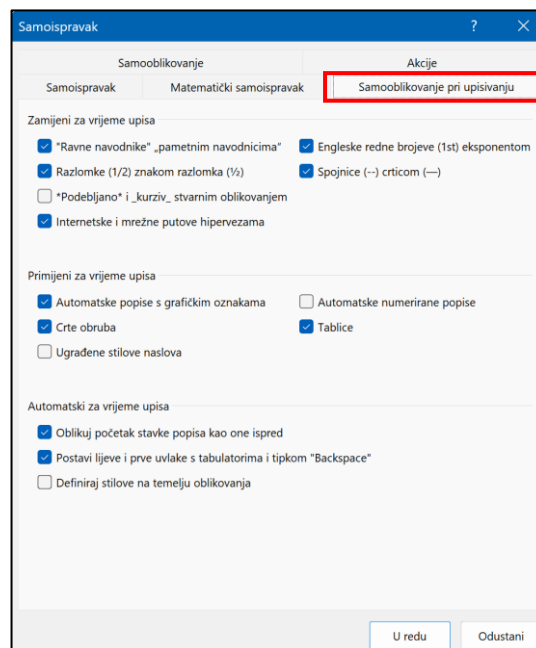 Samoispravak ? ×
Samooblikovanje Akcije
Samoispravak Matematički samoispravak Samooblikovanje pri upisivanju
Zamijeni za vrijeme upisa
"Ravne navodnike" „pametnim navodnicima“ Engleske redne brojeve (1st) eksponentom
Razlomke (1/2) znakom razlomka (½) Spojnice (--) crticom (—)
*Podebljano* i _kurziv_ stvarnim oblikovanjem
Internetske i mrežne putove hipervezama
Primijeni za vrijeme upisa
Automatske popise s grafičkim oznakama Automatske numerirane popise
Crte obruba Tablice
Ugrađene stilove naslova
Automatski za vrijeme upisa
Oblikuj početak stavke popisa kao one ispred
Postavi lijeve i prve uvlake s tabulatorima i tipkom "Backspace"
Definiraj stilove na temelju oblikovanja
U redu Odustani